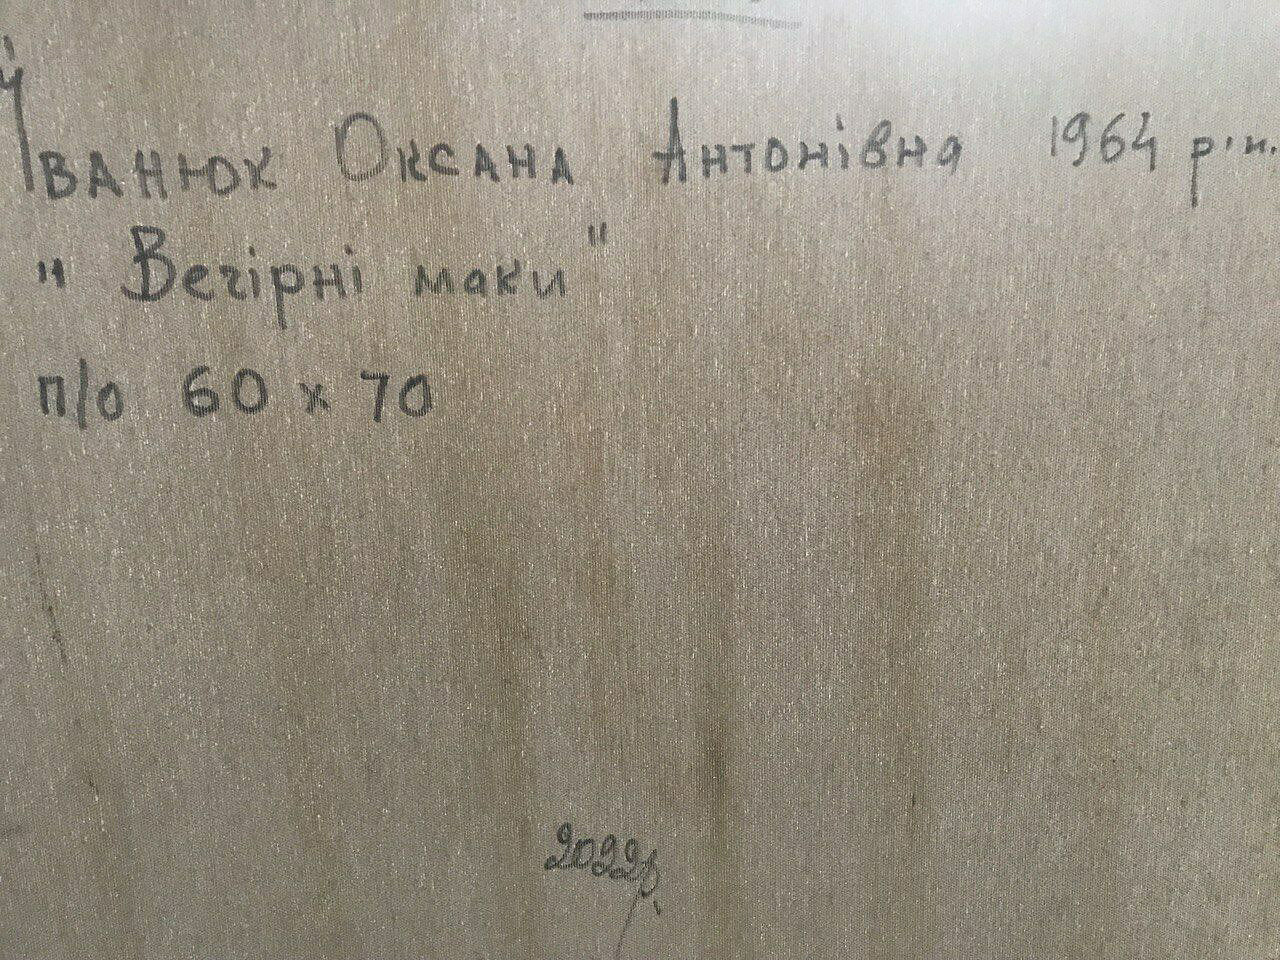 Іванюк Оксана Антонівна 1964 р.н.
"Вечірні маки"
п/о 60 х 70
2022р.